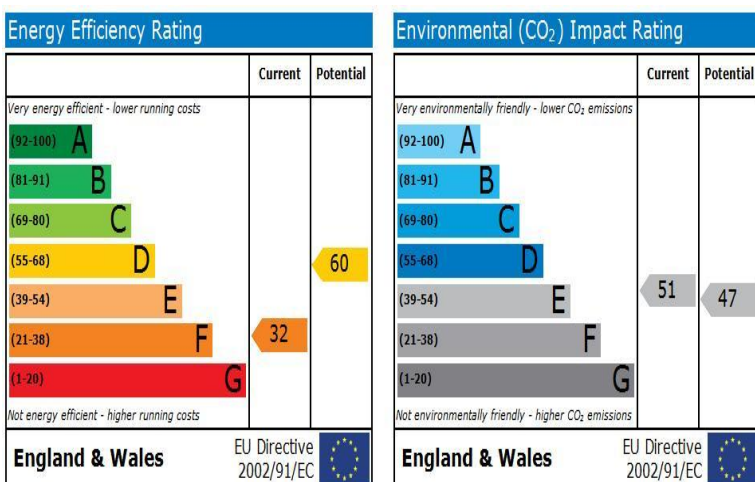 Energy Efficiency Rating
Current Potential
Very energy efficient - lower running costs
(92-100) A
(81-91) B
(69-80) C
(55-68) D
60
(39-54) E
(21-38) F
32
(1-20) G
Not energy efficient - higher running costs
England & Wales
EU Directive
2002/91/EC
Environmental (CO₂) Impact Rating
Current Potential
Very environmentally friendly - lower CO₂ emissions
(92-100) A
(81-91) B
(69-80) C
(55-68) D
(39-54) E
51
47
(21-38) F
(1-20) G
Not environmentally friendly - higher CO₂ emissions
England & Wales
EU Directive
2002/91/EC